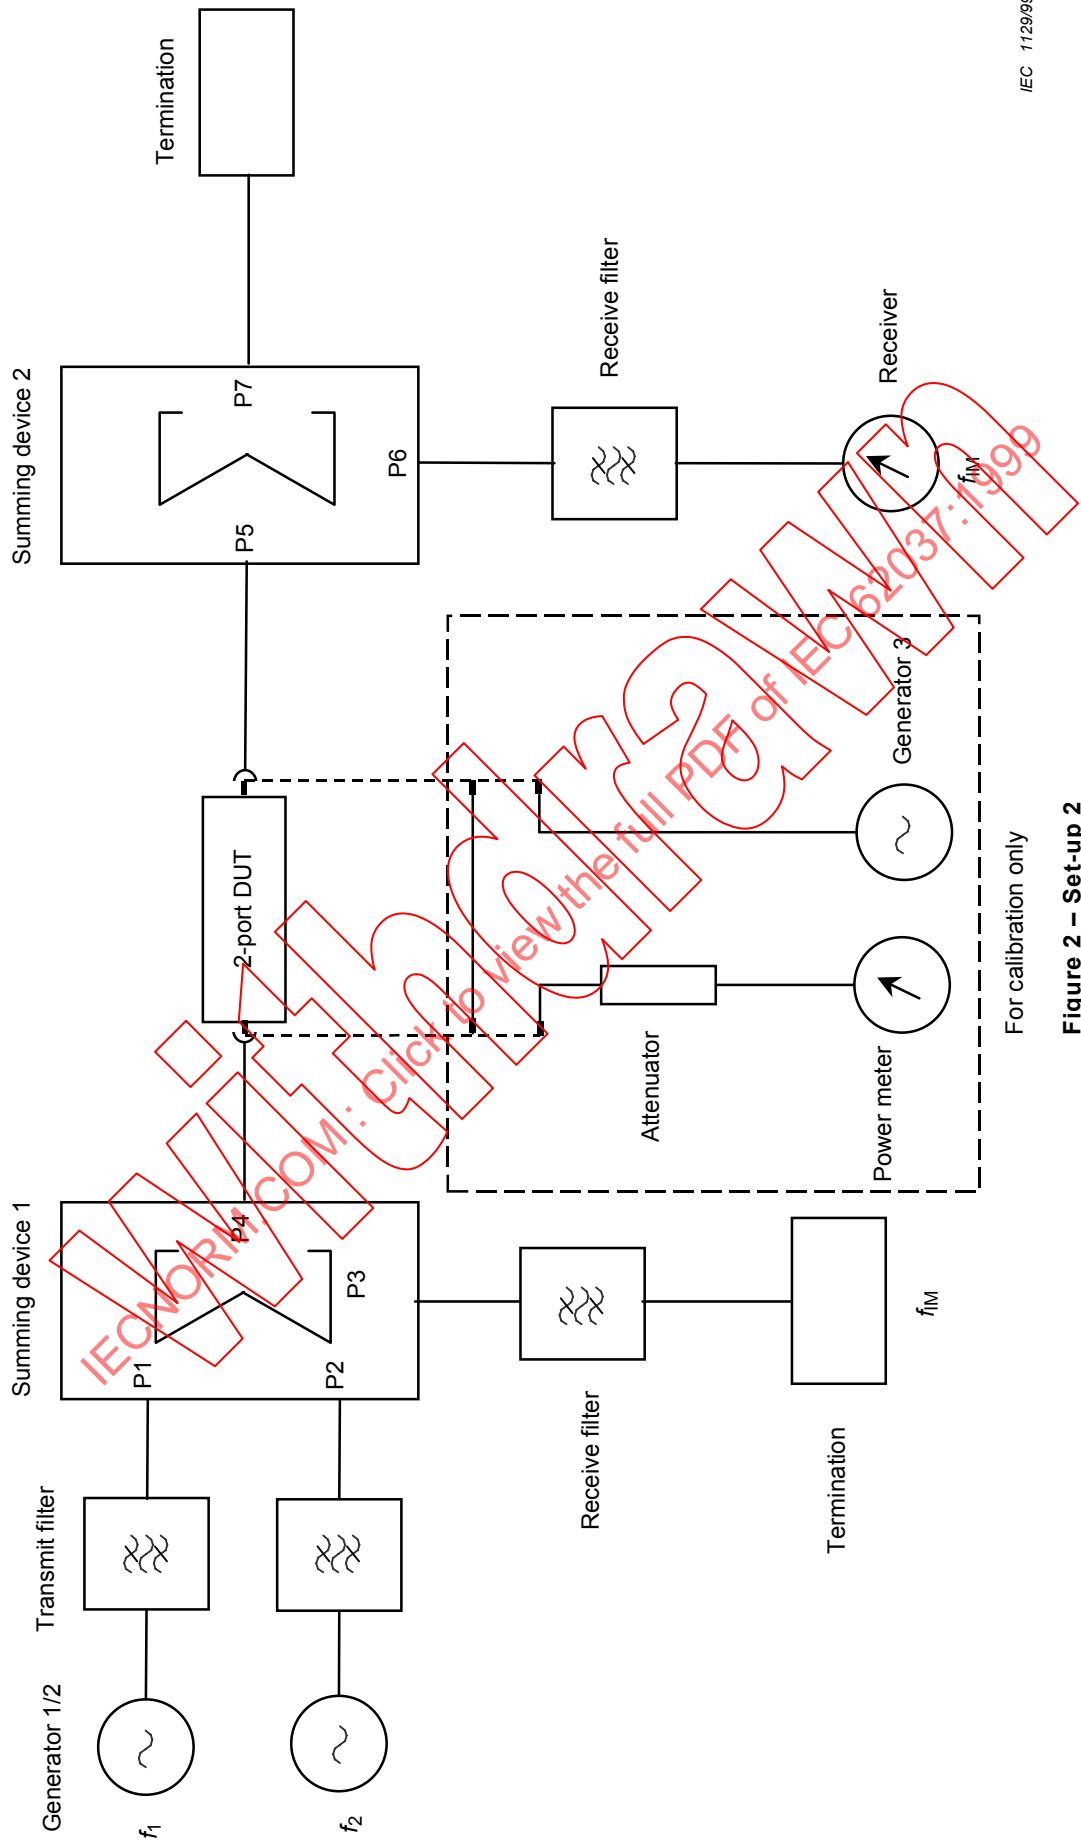 Generator 1/2
Transmit filter
Summing device 1
Summing device 2
Termination
f1
f2
P1
P2
P3
P4
2-port DUT
P5
P6
P7
Receive filter
Termination
fIM
Attenuator
Power meter
Generator 3
Receive filter
Receiver
fIM
For calibration only
IEC 1129/99
Figure 2 – Set-up 2
IECNORM.COM : Click to view the full PDF of IEC 62037:1999
Withdrawn